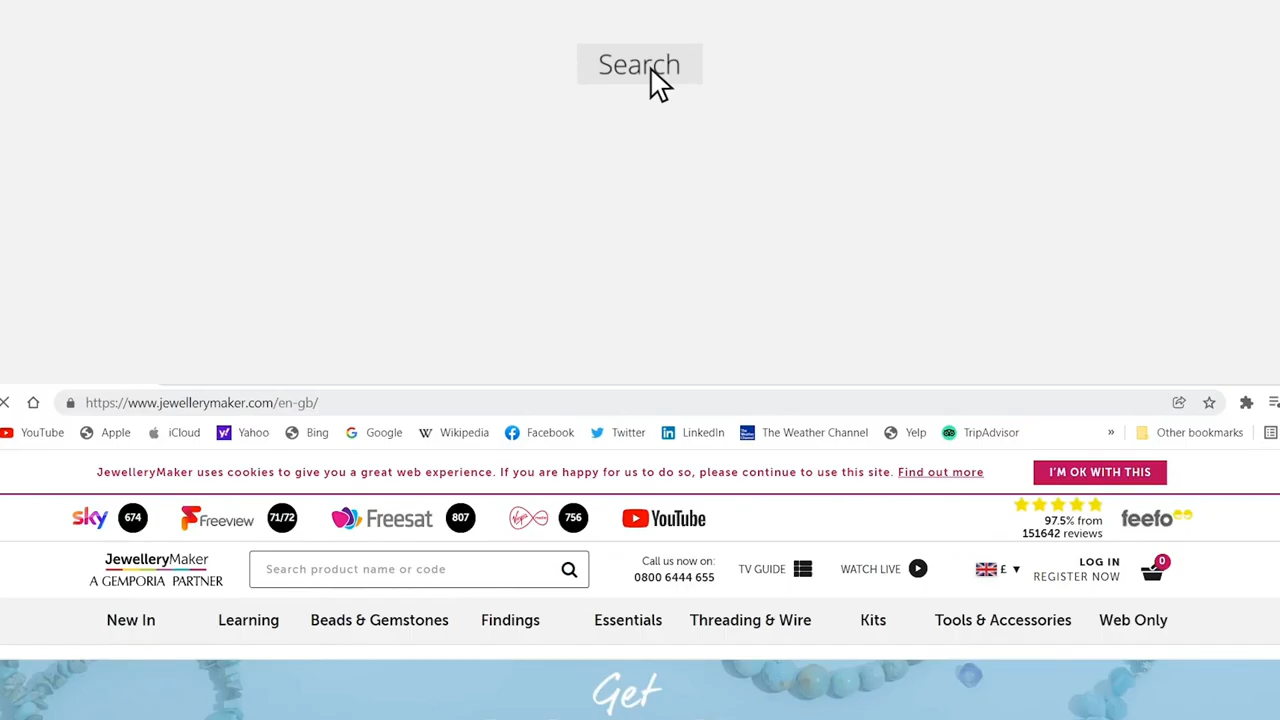 Search
https://www.jewellerymaker.com/en-gb/
YouTube Apple iCloud Yahoo Bing Google Wikipedia Facebook Twitter LinkedIn The Weather Channel Yelp TripAdvisor » Other bookmarks
JewelleryMaker uses cookies to give you a great web experience. If you are happy for us to do so, please continue to use this site. Find out more I'M OK WITH THIS
sky 674 Freeview 71/72 freesat 807 Virgin media 756 YouTube
97.5% from
151642 reviews
feefo
JewelleryMaker
A GEMPORIA PARTNER
Search product name or code
Call us now on:
0800 6444 655
TV GUIDE WATCH LIVE £ ▼
LOG IN
REGISTER NOW
0
New In Learning Beads & Gemstones Findings Essentials Threading & Wire Kits Tools & Accessories Web Only
Get